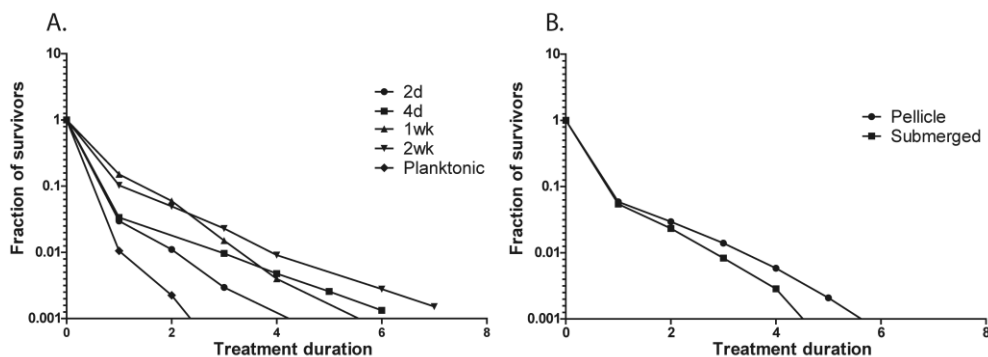 A.
Fraction of survivors
10
1
0.1
0.01
0.001
0 2 4 6 8
Treatment duration
2d
4d
1wk
2wk
Planktonic
B.
Fraction of survivors
10
1
0.1
0.01
0.001
0 2 4 6 8
Treatment duration
Pellicle
Submerged